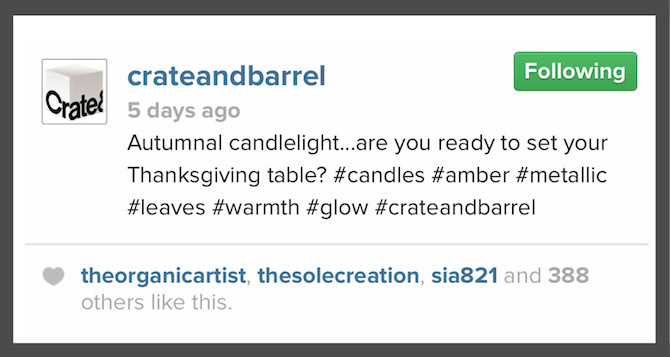 Crate&
crateandbarrel
Following
5 days ago
Autumnal candlelight...are you ready to set your
Thanksgiving table? #candles #amber #metallic
#leaves #warmth #glow #crateandbarrel
theorganicartist, thesolecreation, sia821 and 388
others like this.